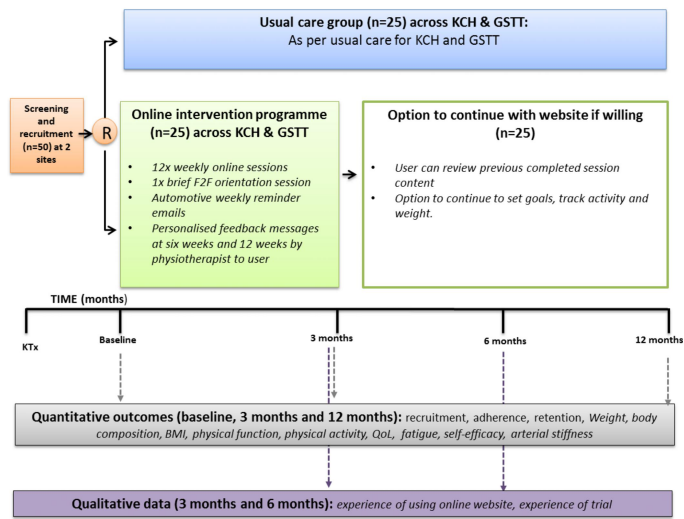 Usual care group (n=25) across KCH & GSTT:
As per usual care for KCH and GSTT
Screening
and
recruitment
(n=50) at 2
sites
R
Online intervention programme
(n=25) across KCH & GSTT
• 12x weekly online sessions
• 1x brief F2F orientation session
• Automotive weekly reminder
emails
• Personalised feedback messages
at six weeks and 12 weeks by
physiotherapist to user
Option to continue with website if willing
(n=25)
• User can review previous completed session
content
• Option to continue to set goals, track activity and
weight.
TIME (months)
KTx
Baseline
3 months
6 months
12 months
Quantitative outcomes (baseline, 3 months and 12 months): recruitment, adherence, retention, Weight, body
composition, BMI, physical function, physical activity, QoL, fatigue, self-efficacy, arterial stiffness
Qualitative data (3 months and 6 months): experience of using online website, experience of trial